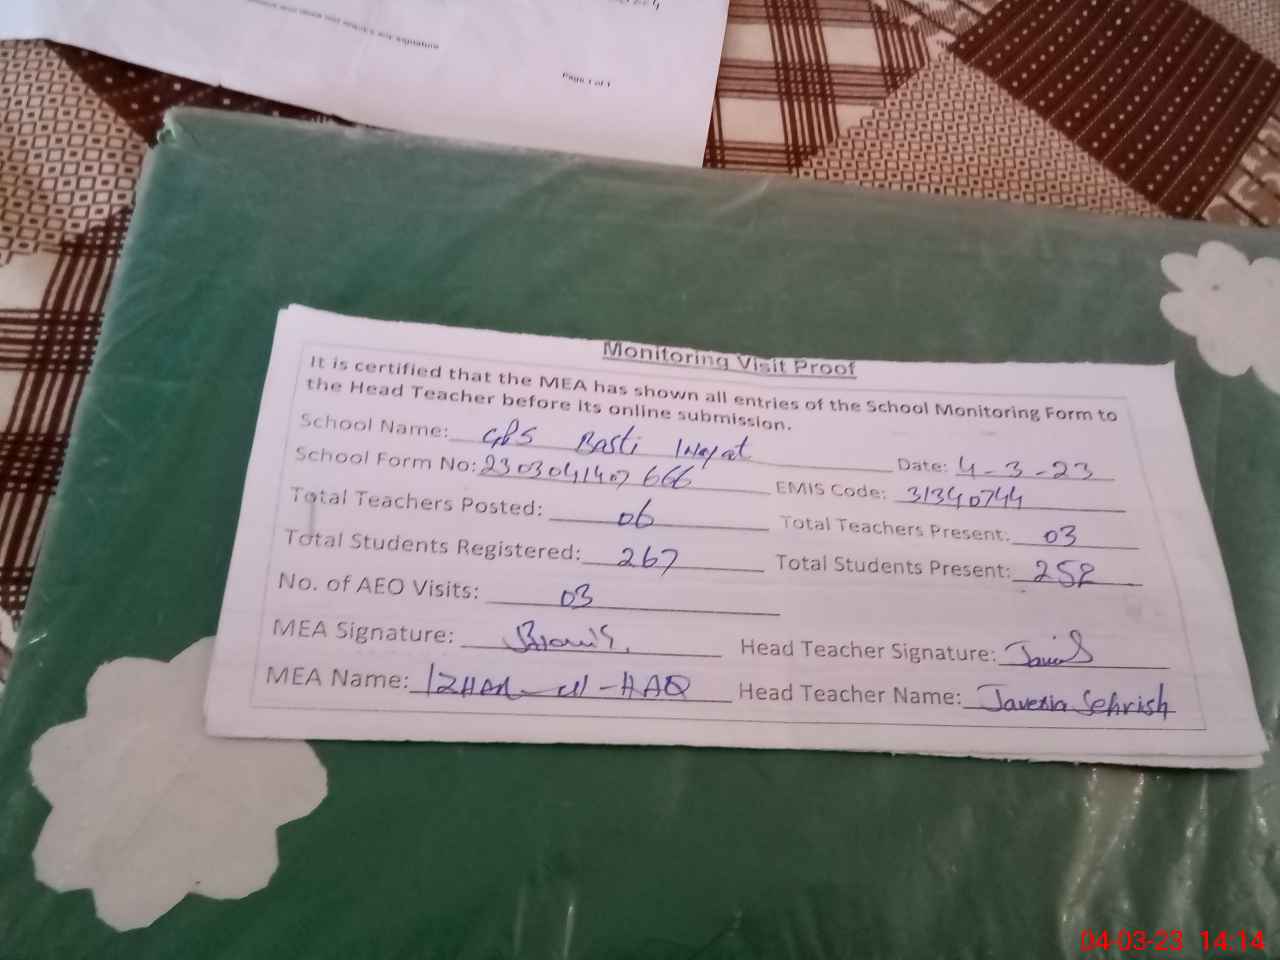 Page 1 of 1
Monitoring Visit Proof
It is certified that the MEA has shown all entries of the School Monitoring Form to
the Head Teacher before its online submission.
School Name: GPS Basti Inayat Date: 4-3-23
School Form No: 2303041407666 EMIS Code: 31340744
Total Teachers Posted: 06 Total Teachers Present: 03
Total Students Registered: 267 Total Students Present: 258
No. of AEO Visits: 03
MEA Signature: Head Teacher Signature:
MEA Name: IZHAR-ul-HAQ Head Teacher Name: Javeria Sehrish
04-03-23 14:14